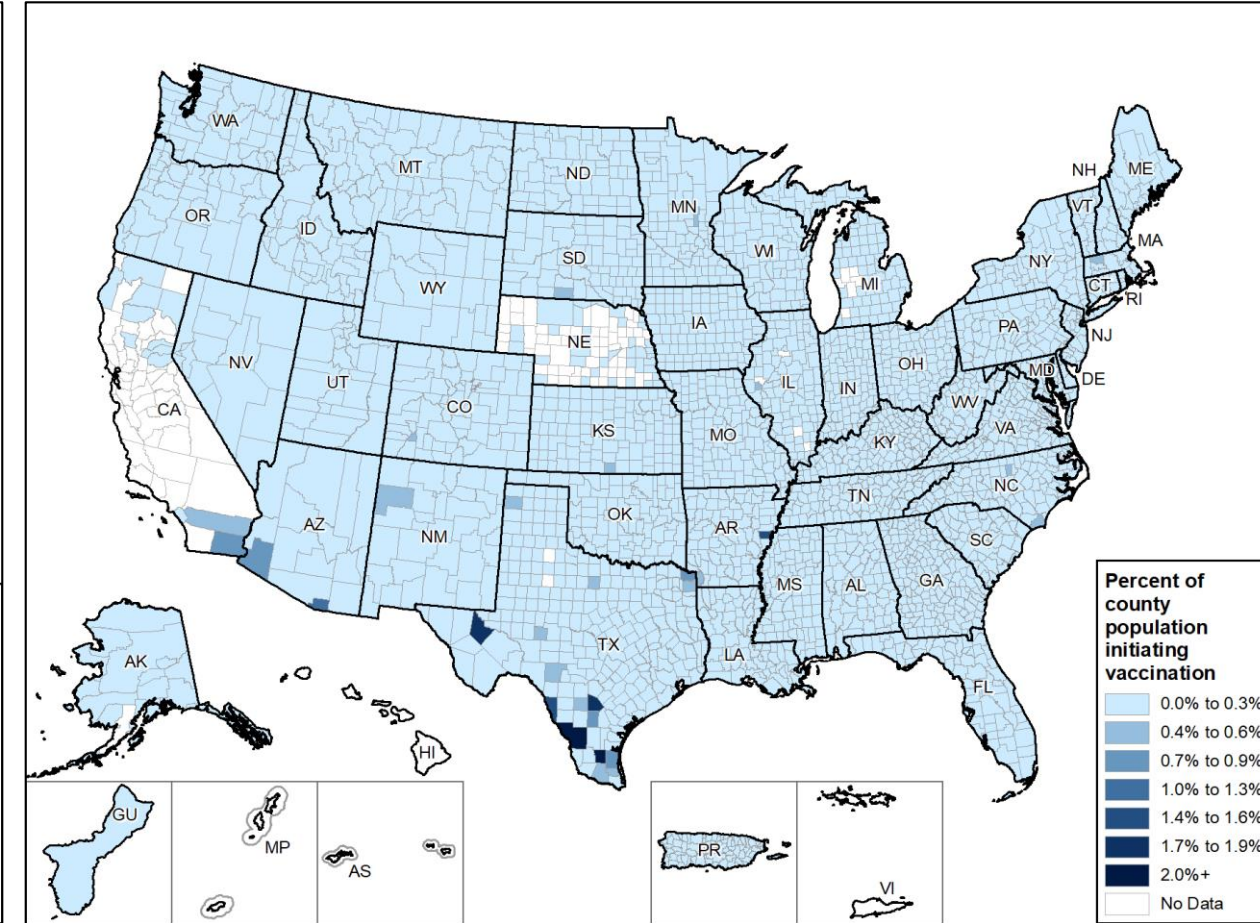 WA
MT
ND
MN
OR
ID
SD
WI
MI
NH
ME
VT
MA
NY
CT
RI
WY
IA
NE
PA
NJ
NV
UT
CO
IL
IN
OH
MD
DE
CA
KS
MO
WV
VA
KY
AZ
NM
OK
AR
TN
NC
SC
MS
AL
GA
TX
LA
FL
AK
HI
GU
MP
AS
PR
VI
Percent of
county
population
initiating
vaccination
0.0% to 0.3%
0.4% to 0.6%
0.7% to 0.9%
1.0% to 1.3%
1.4% to 1.6%
1.7% to 1.9%
2.0%+
No Data